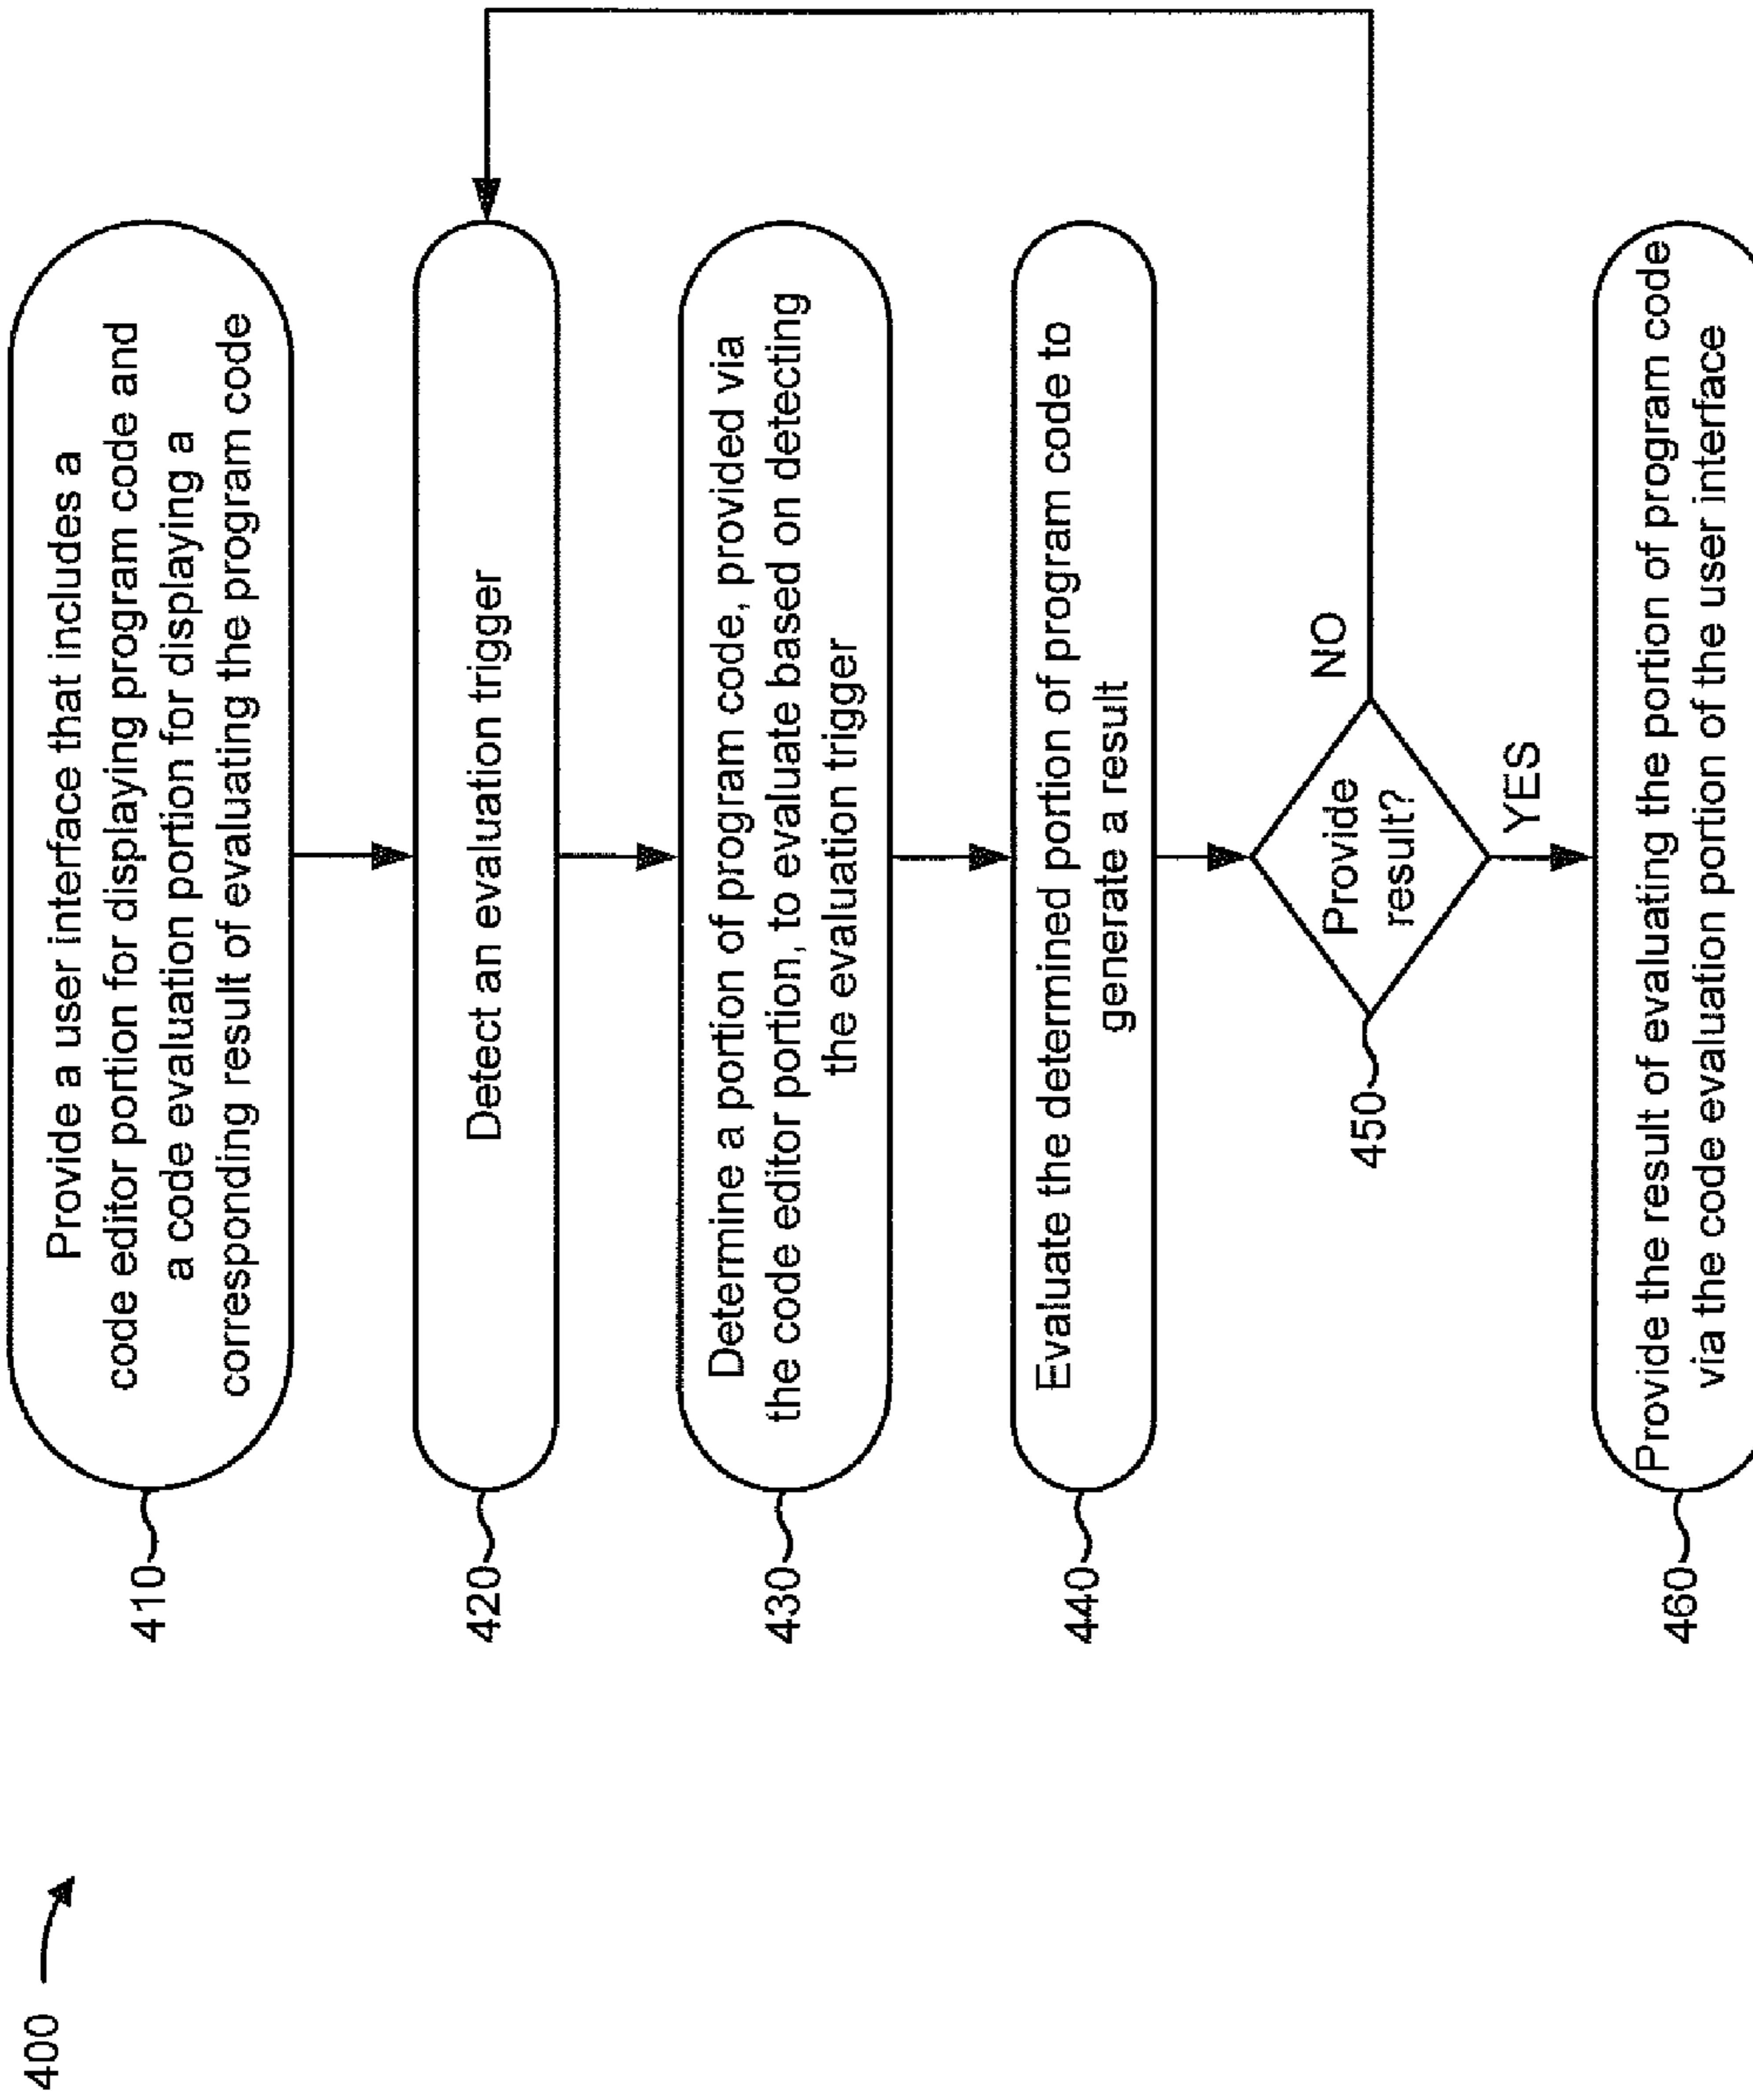 400
410
Provide a user interface that includes a
code editor portion for displaying program code and
a code evaluation portion for displaying a
corresponding result of evaluating the program code
420
Detect an evaluation trigger
430
Determine a portion of program code, provided via
the code editor portion, to evaluate based on detecting
the evaluation trigger
440
Evaluate the determined portion of program code to
generate a result
450
Provide
result?
NO
YES
460
Provide the result of evaluating the portion of program code
via the code evaluation portion of the user interface